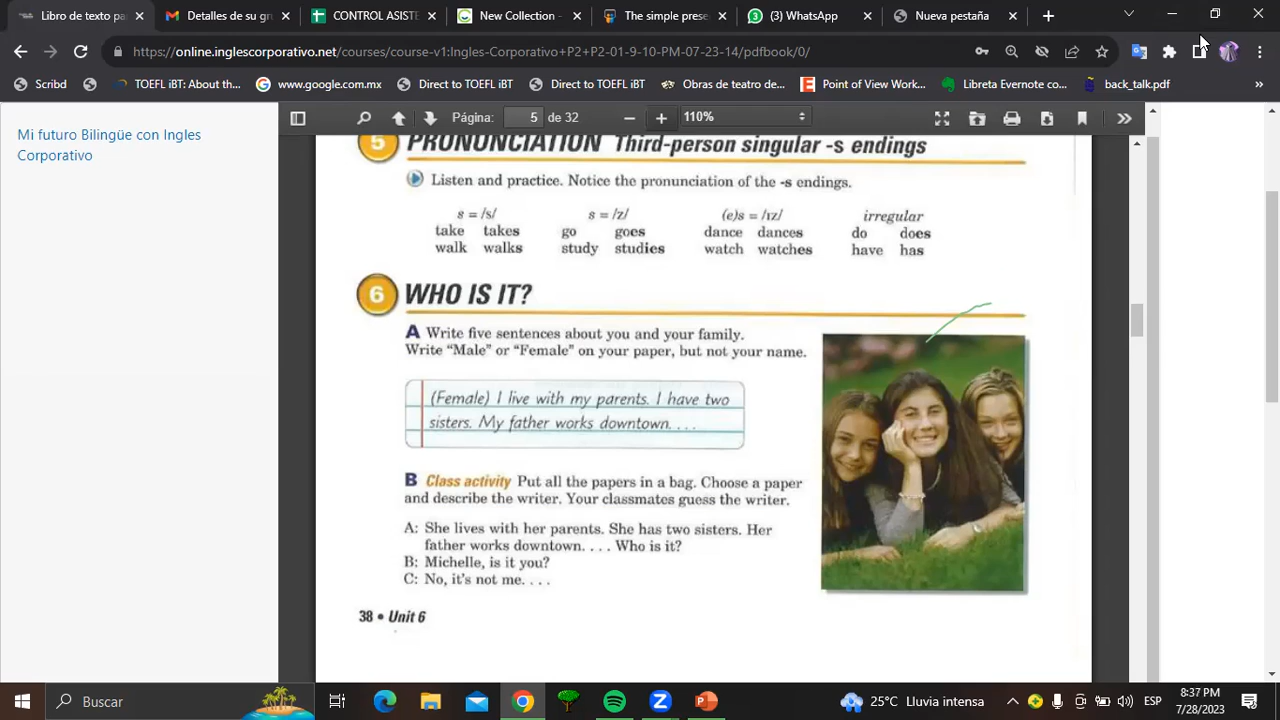 Libro de texto pa
Detalles de su gr
CONTROL ASISTE
New Collection -
The simple prese
(3) WhatsApp
Nueva pestaña
https://online.inglescorporativo.net/courses/course-v1:Ingles-Corporativo+P2+P2-01-9-10-PM-07-23-14/pdfbook/0/
Scribd
TOEFL iBT: About th...
www.google.com.mx
Direct to TOEFL iBT
Direct to TOEFL iBT
Obras de teatro de...
Point of View Work...
Libreta Evernote co...
back_talk.pdf
»
Mi futuro Bilingüe con Ingles
Corporativo
Página: 5 de 32
110%
5 PRONUNCIATION Third-person singular -s endings
Listen and practice. Notice the pronunciation of the -s endings.
s = /s/ s = /z/ (e)s = /ɪz/ irregular
take takes go goes dance dances do does
walk walks study studies watch watches have has
6 WHO IS IT?
A Write five sentences about you and your family.
Write “Male” or “Female” on your paper, but not your name.
(Female) I live with my parents. I have two
sisters. My father works downtown. . . .
B Class activity Put all the papers in a bag. Choose a paper
and describe the writer. Your classmates guess the writer.
A: She lives with her parents. She has two sisters. Her
father works downtown. . . . Who is it?
B: Michelle, is it you?
C: No, it's not me. . . .
38 • Unit 6
Buscar
25°C Lluvia intensa
ESP
8:37 PM
7/28/2023